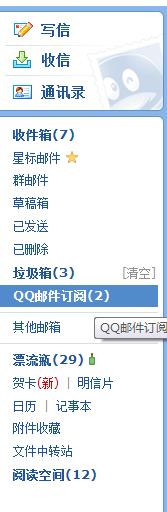 写信
收信
通讯录
收件箱(7)
星标邮件
群邮件
草稿箱
已发送
已删除
垃圾箱(3) [清空]
QQ邮件订阅(2)
其他邮箱
QQ邮件订阅
漂流瓶(29)
贺卡(新) | 明信片
日历 | 记事本
附件收藏
文件中转站
阅读空间(12)